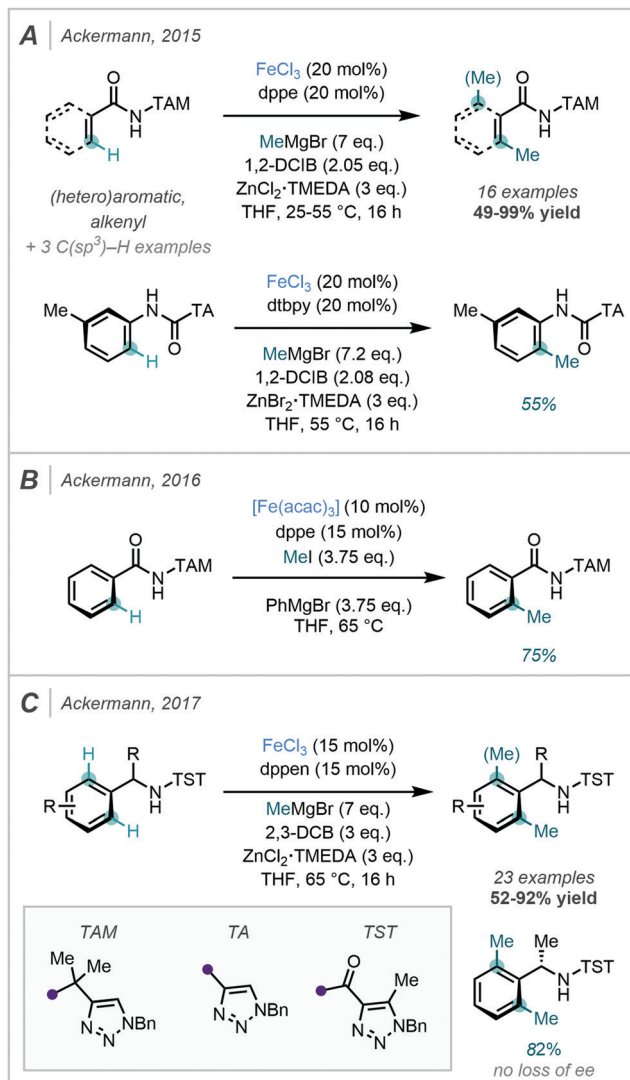 A | Ackermann, 2015
O
N
H
TAM
H
(hetero)aromatic,
alkenyl
+ 3 C(sp³)–H examples
FeCl₃ (20 mol%)
dppe (20 mol%)
MeMgBr (7 eq.)
1,2-DCIB (2.05 eq.)
ZnCl₂·TMEDA (3 eq.)
THF, 25-55 °C, 16 h
(Me)
O
N
H
TAM
Me
16 examples
49-99% yield
Me
H
N
TA
O
H
FeCl₃ (20 mol%)
dtbpy (20 mol%)
MeMgBr (7.2 eq.)
1,2-DCIB (2.08 eq.)
ZnBr₂·TMEDA (3 eq.)
THF, 55 °C, 16 h
Me
H
N
TA
O
Me
55%
B | Ackermann, 2016
O
N
H
TAM
H
[Fe(acac)₃] (10 mol%)
dppe (15 mol%)
MeI (3.75 eq.)
PhMgBr (3.75 eq.)
THF, 65 °C
O
N
H
TAM
Me
75%
C | Ackermann, 2017
H
R
N
H
TST
R
H
FeCl₃ (15 mol%)
dppen (15 mol%)
MeMgBr (7 eq.)
2,3-DCB (3 eq.)
ZnCl₂·TMEDA (3 eq.)
THF, 65 °C, 16 h
(Me)
R
N
H
TST
R
Me
23 examples
52-92% yield
TAM
Me
Me
N
N
NBn
TA
N
N
NBn
TST
O
Me
N
N
NBn
Me
Me
N
H
TST
Me
82%
no loss of ee